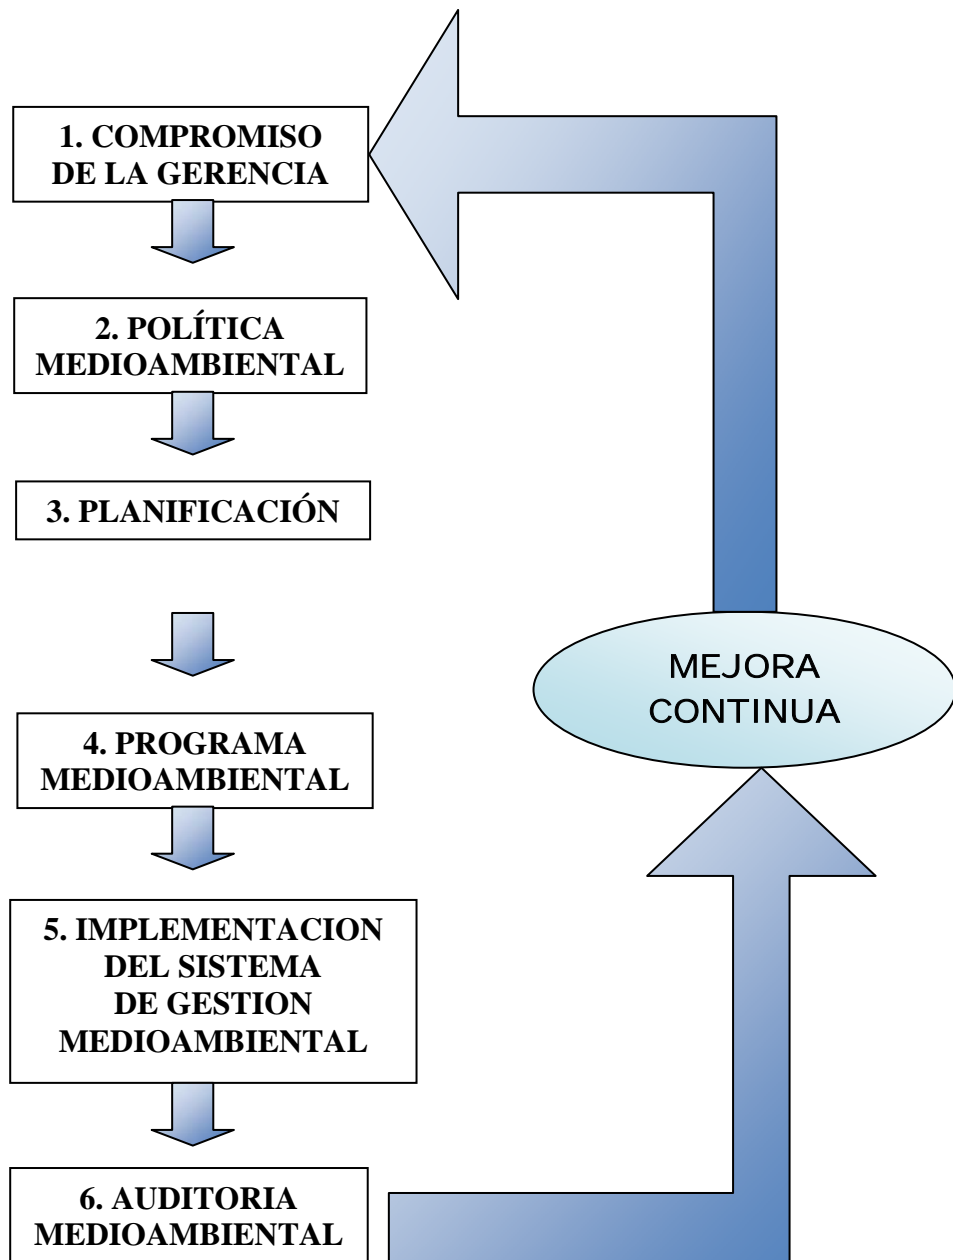 1. COMPROMISO
DE LA GERENCIA
2. POLÍTICA
MEDIOAMBIENTAL
3. PLANIFICACIÓN
4. PROGRAMA
MEDIOAMBIENTAL
5. IMPLEMENTACION
DEL SISTEMA
DE GESTION
MEDIOAMBIENTAL
6. AUDITORIA
MEDIOAMBIENTAL
MEJORA
CONTINUA